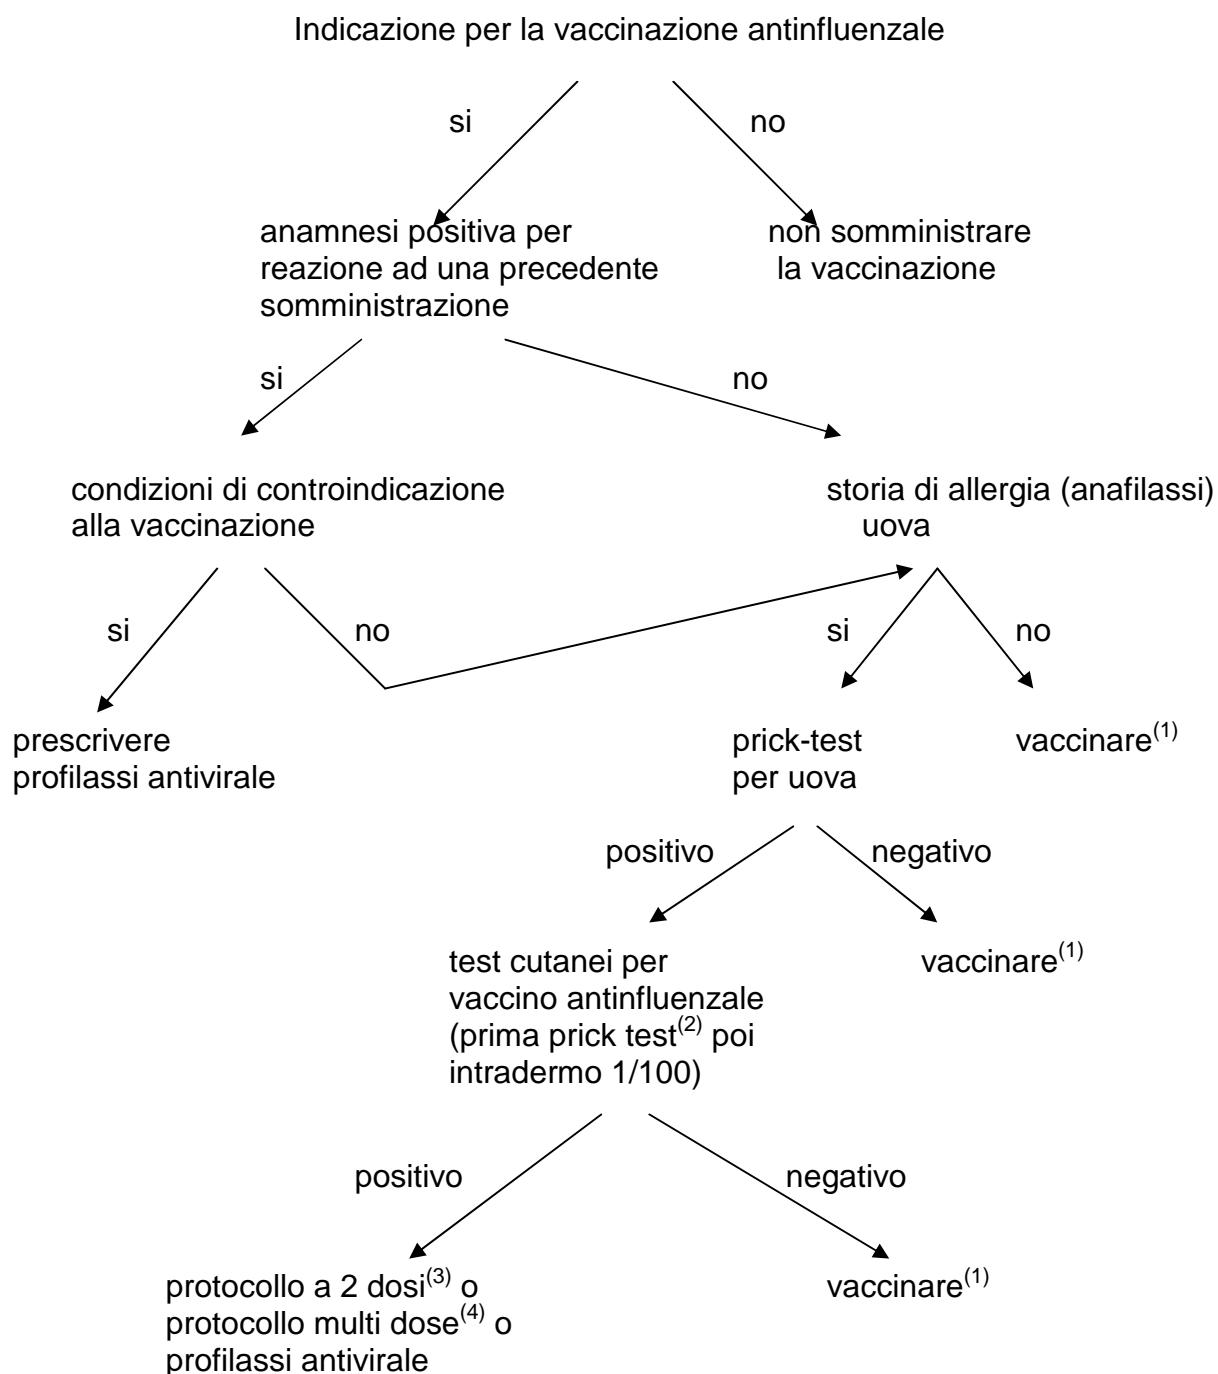 Indicazione per la vaccinazione antinfluenzale
si
no
anamnesi positiva per
reazione ad una precedente
somministrazione
non somministrare
la vaccinazione
si
no
condizioni di controindicazione
alla vaccinazione
storia di allergia (anafilassi)
uova
si
no
si
no
prescrivere
profilassi antivirale
prick-test
per uova
vaccinare(1)
positivo
negativo
test cutanei per
vaccino antinfluenzale
(prima prick test(2) poi
intradermo 1/100)
vaccinare(1)
positivo
negativo
protocollo a 2 dosi(3) o
protocollo multi dose(4) o
profilassi antivirale
vaccinare(1)